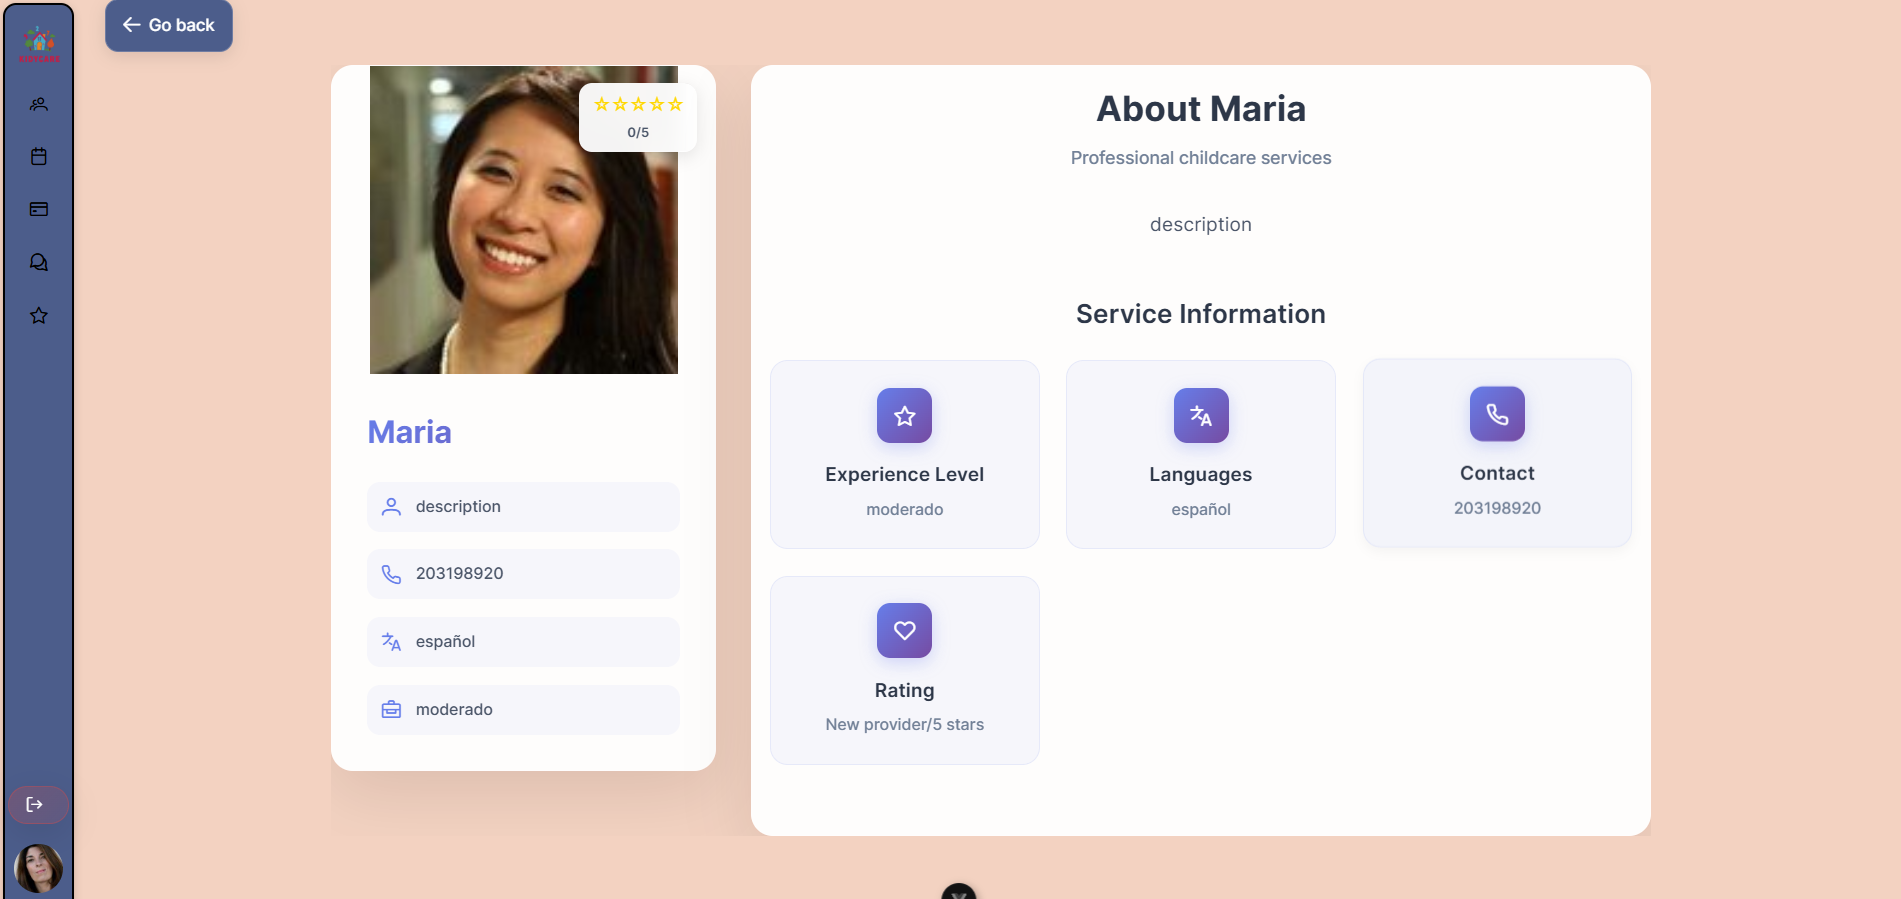 Go back
0/5
Maria
description
203198920
español
moderado
About Maria
Professional childcare services
description
Service Information
Experience Level
moderado
Languages
español
Contact
203198920
Rating
New provider/5 stars